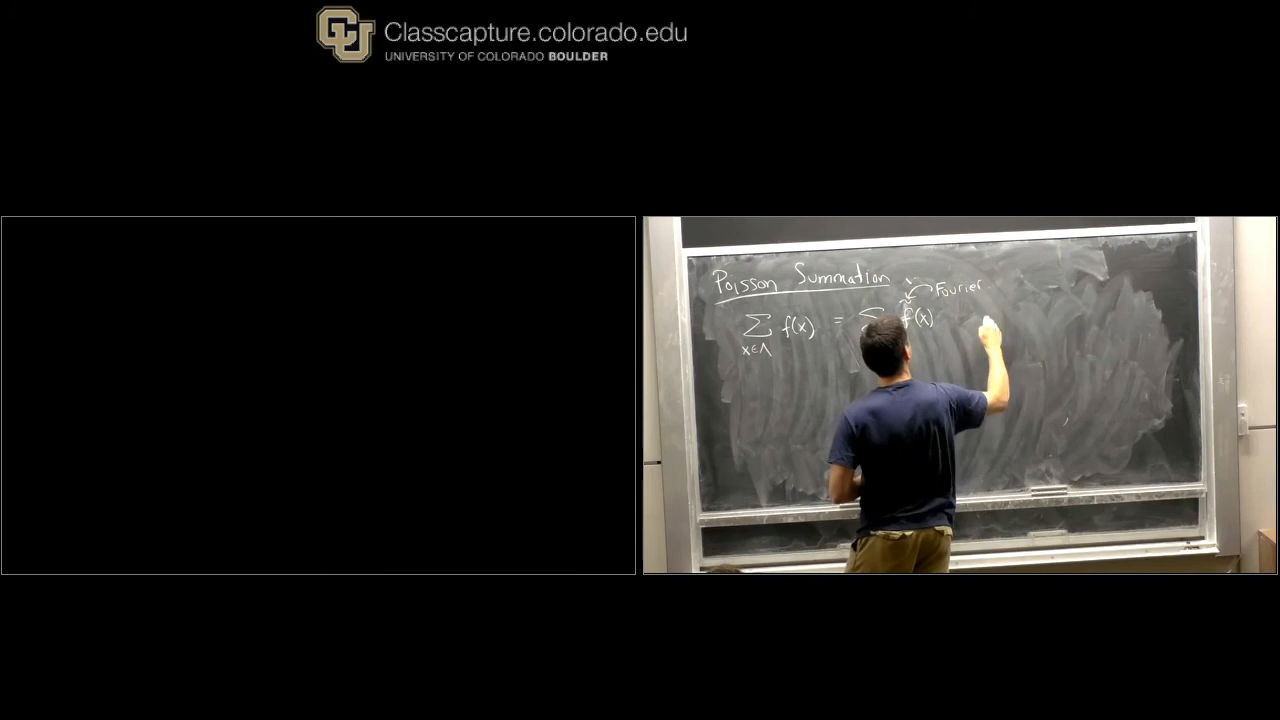 Classcapture.colorado.edu
UNIVERSITY OF COLORADO BOULDER
Poisson Summation
Fourier
∑ f(x) = ∑ f̂(x)
x∈Λ